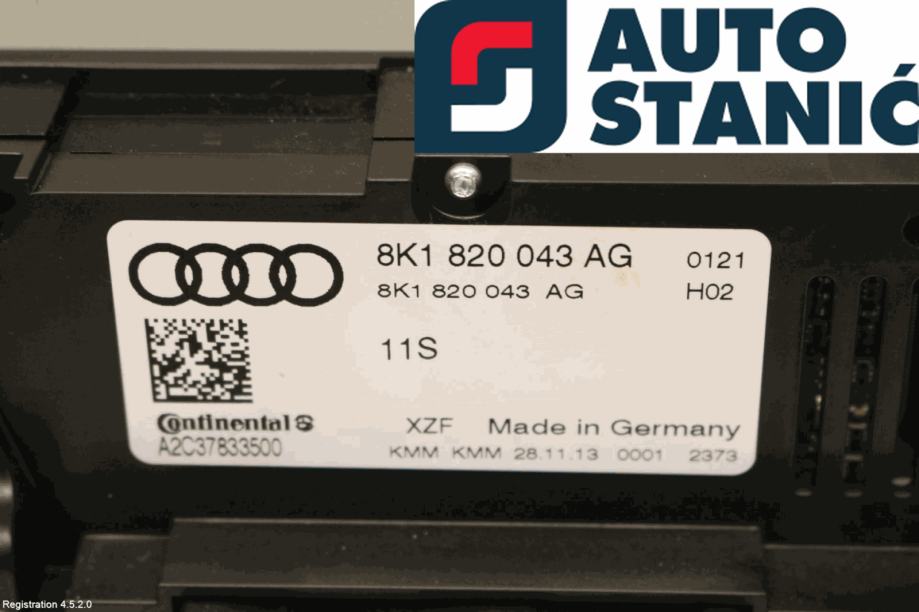 AUTO
STANIĆ
8K1 820 043 AG 0121
8K1 820 043 AG H02
11S
Continental
XZF Made in Germany
A2C37833500
KMM KMM 28.11.13 0001 2373
Registration 4.5.2.0